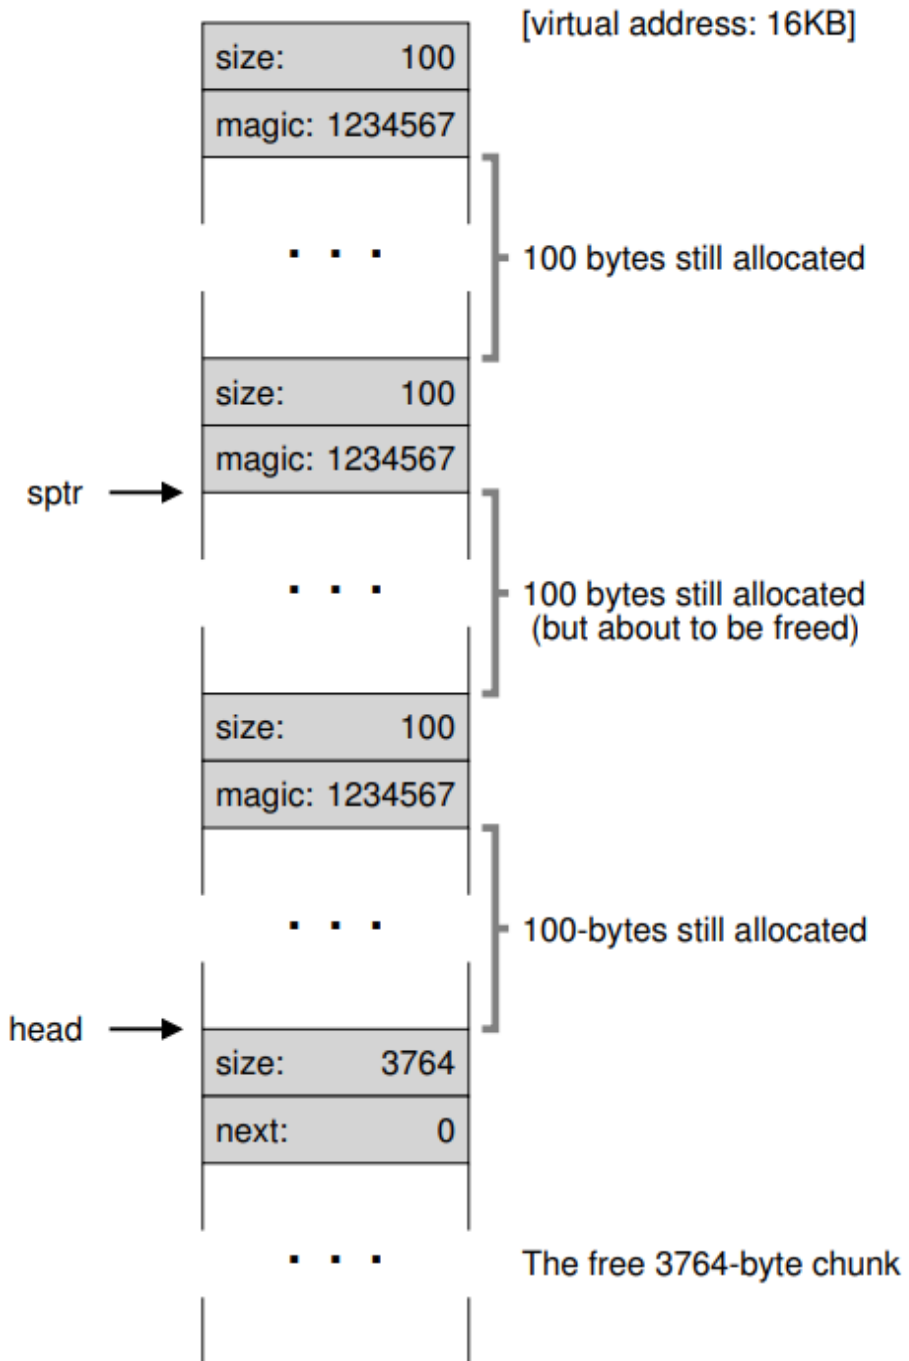 [virtual address: 16KB]
size: 100
magic: 1234567
. . .
100 bytes still allocated
size: 100
magic: 1234567
sptr
. . .
100 bytes still allocated
(but about to be freed)
size: 100
magic: 1234567
. . .
100-bytes still allocated
head
size: 3764
next: 0
. . .
The free 3764-byte chunk